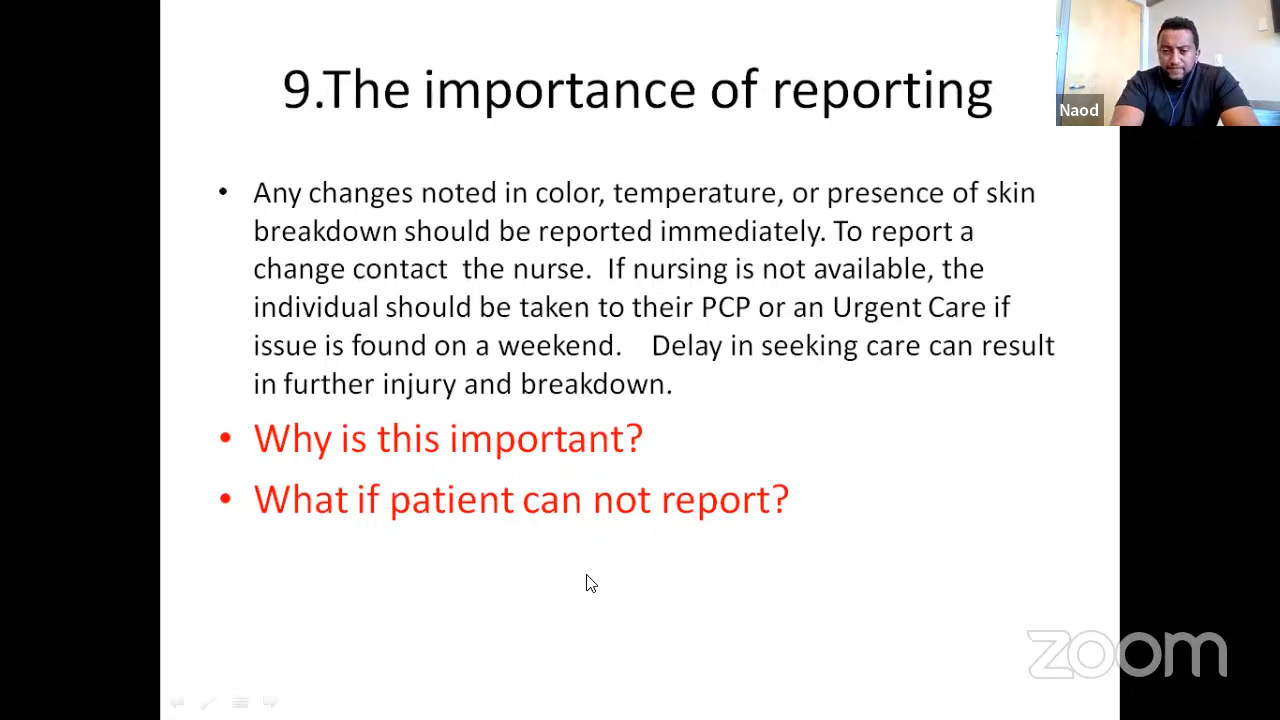 9.The importance of reporting
Naod
• Any changes noted in color, temperature, or presence of skin
breakdown should be reported immediately. To report a
change contact  the nurse.  If nursing is not available, the
individual should be taken to their PCP or an Urgent Care if
issue is found on a weekend.    Delay in seeking care can result
in further injury and breakdown.
• Why is this important?
• What if patient can not report?
zoom